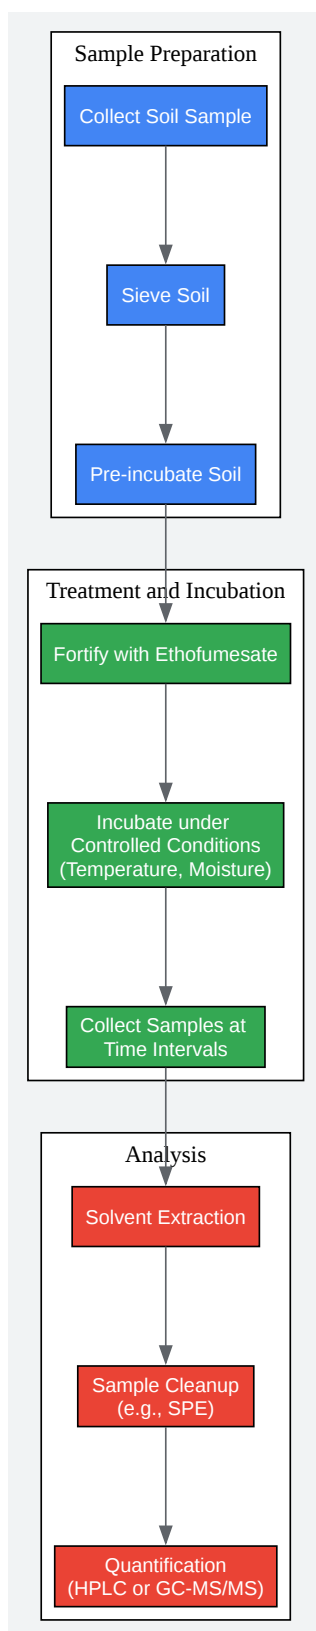 Sample Preparation
Collect Soil Sample
Sieve Soil
Pre-incubate Soil
Treatment and Incubation
Fortify with Ethofumesate
Incubate under
Controlled Conditions
(Temperature, Moisture)
Collect Samples at
Time Intervals
Analysis
Solvent Extraction
Sample Cleanup
(e.g., SPE)
Quantification
(HPLC or GC-MS/MS)